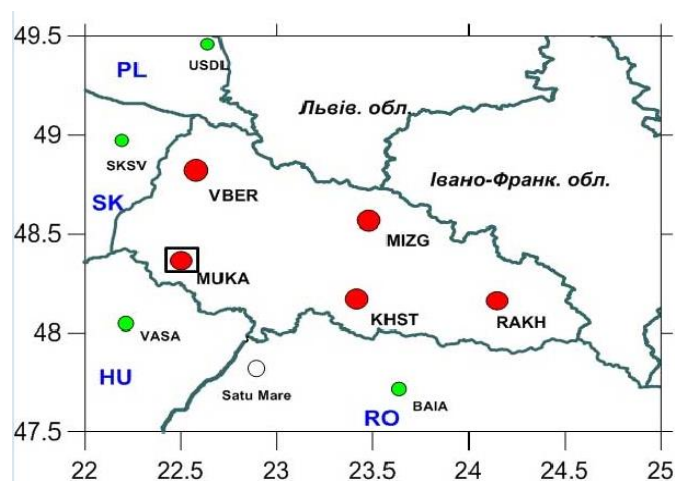 49.5
USDL
PL
Львів. обл.
49
SKSV
Івано-Франк. обл.
VBER
SK
MIZG
48.5
MUKA
KHST
RAKH
48
VASA
HU
Satu Mare
BAIA
RO
47.5
22
22.5
23
23.5
24
24.5
25